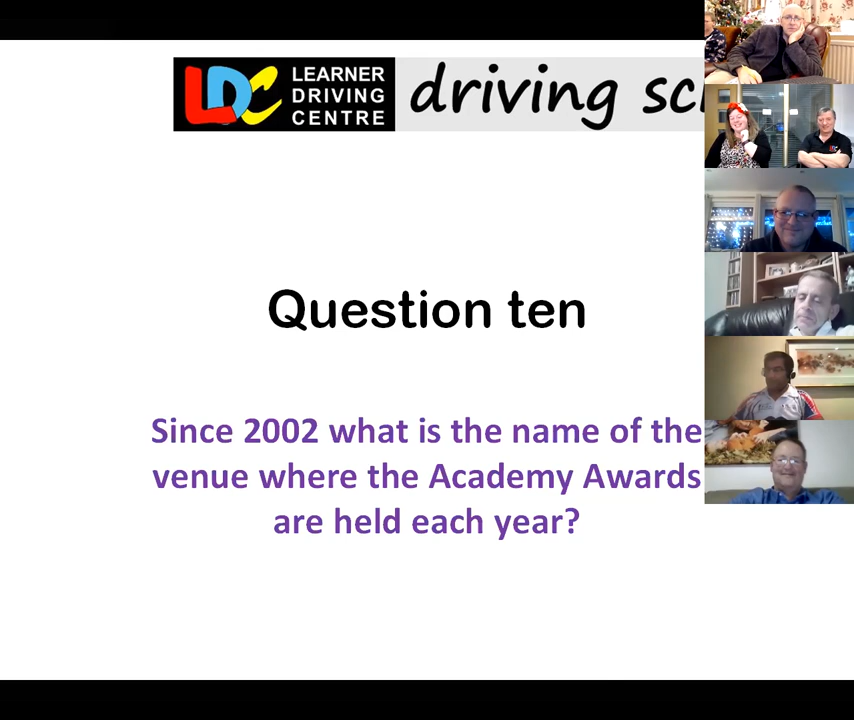 LDC LEARNER
DRIVING
CENTRE
driving sc
Question ten
Since 2002 what is the name of the
venue where the Academy Awards
are held each year?